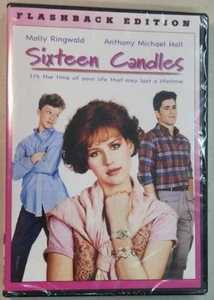 FLASHBACK EDITION
Molly Ringwald Anthony Michael Hall
Sixteen Candles
It's the time of your life that may last a lifetime.